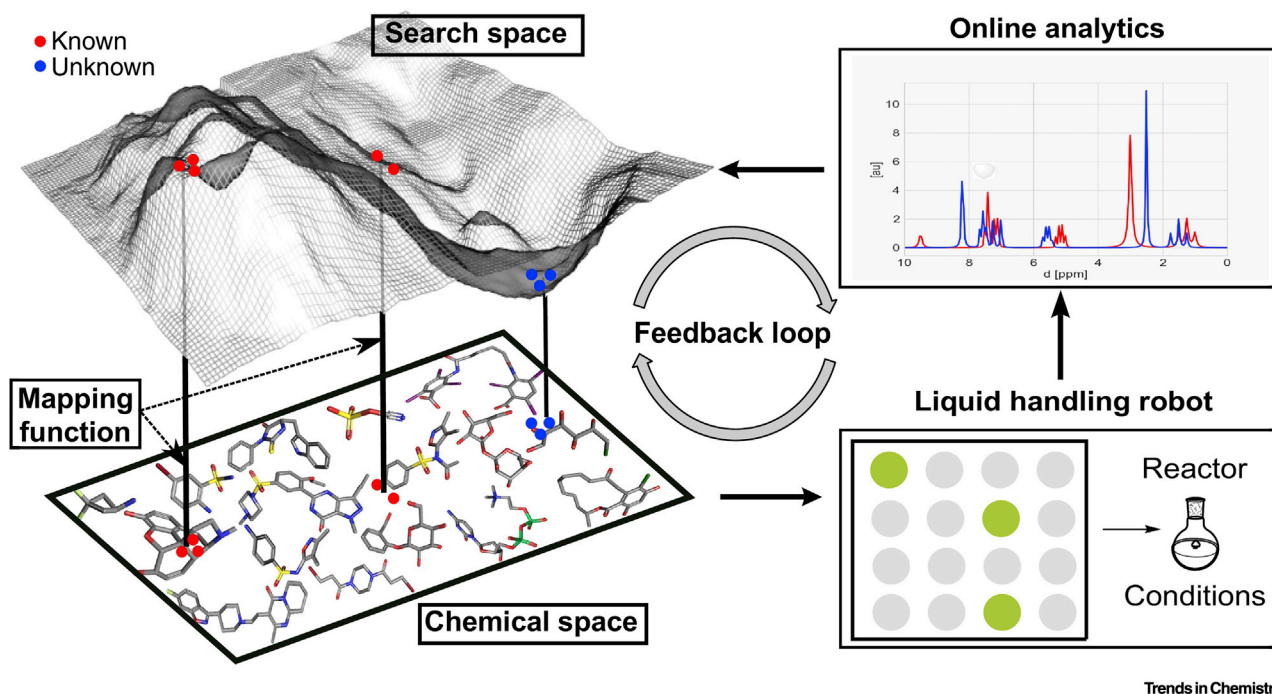 Known
Unknown
Search space
Online analytics
10
8
6
4
2
0
[au]
10
8
6
4
2
0
d [ppm]
Feedback loop
Mapping
function
Liquid handling robot
Reactor
Conditions
Chemical space
Trends in Chemistr